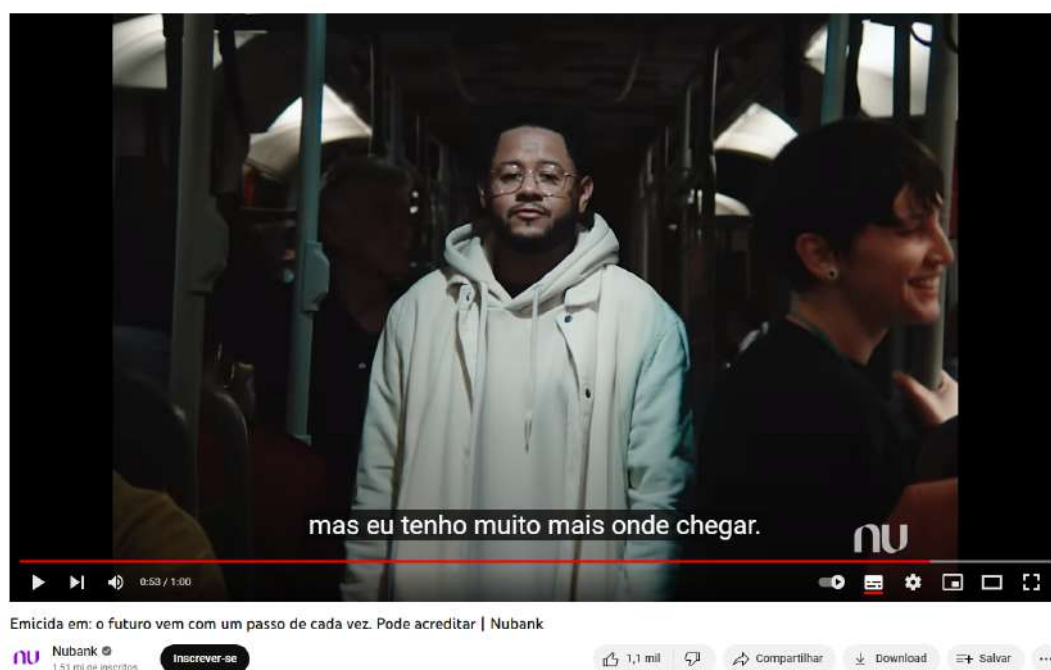 mas eu tenho muito mais onde chegar.
nu
0:53 / 1:00
Emicida em: o futuro vem com um passo de cada vez. Pode acreditar | Nubank
nu Nubank
1,51 mi de inscritos
Inscrever-se
1,1 mil
Compartilhar
Download
Salvar